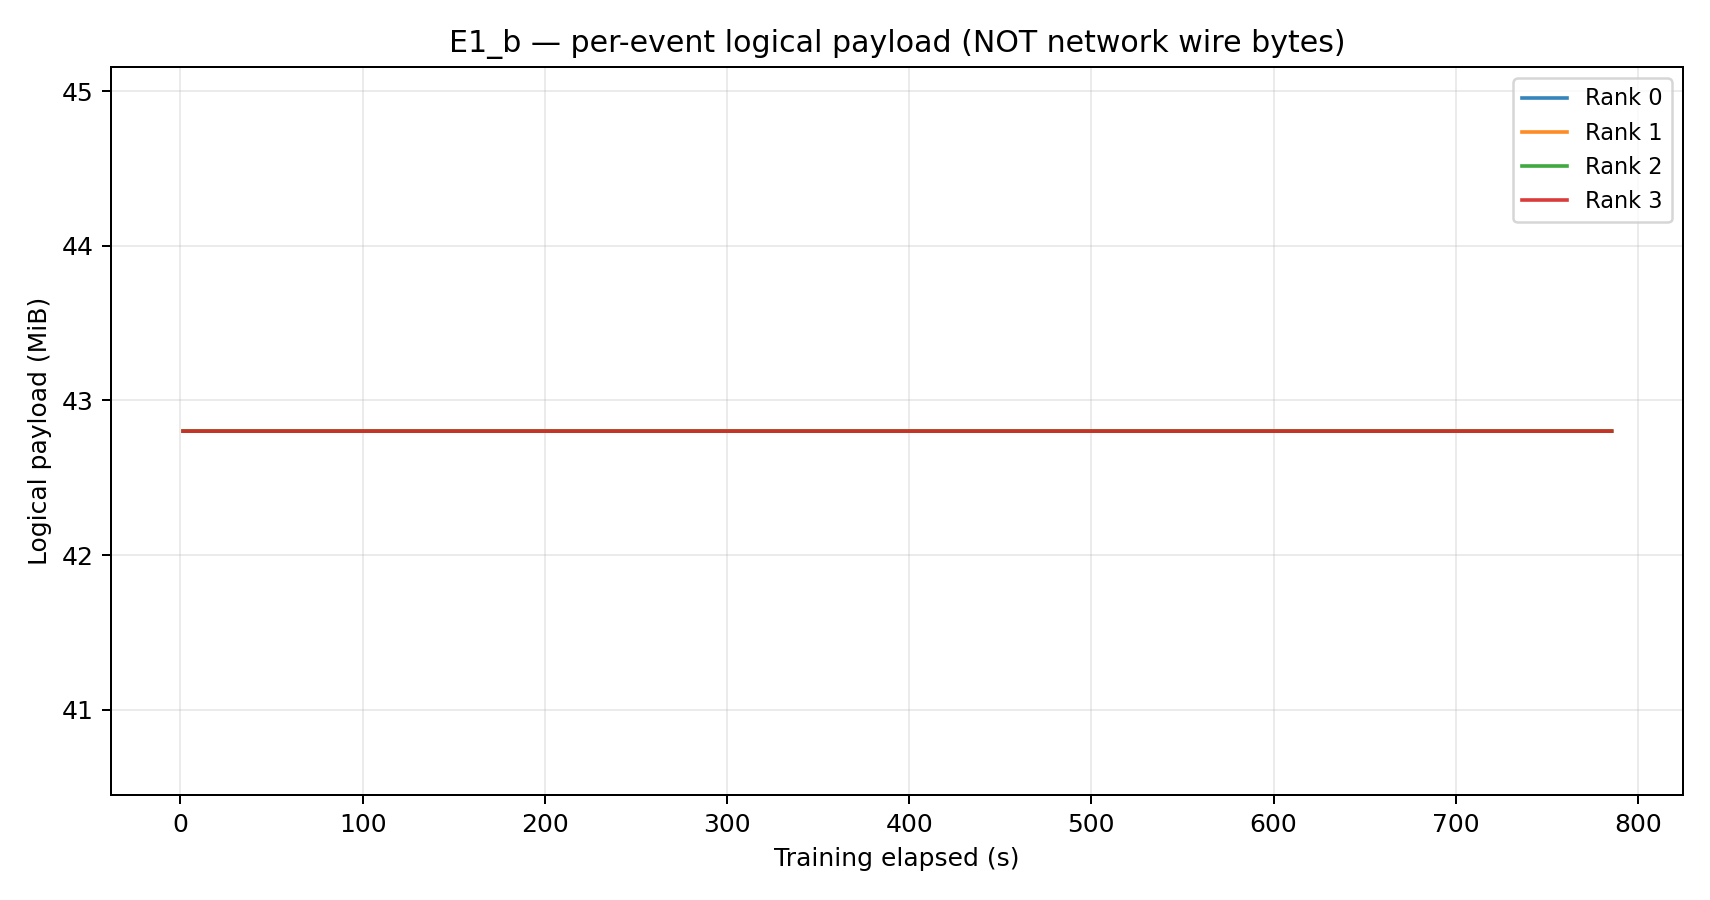 E1_b — per-event logical payload (NOT network wire bytes)
Rank 0
Rank 1
Rank 2
Rank 3
Logical payload (MiB)
45
44
43
42
41
0 100 200 300 400 500 600 700 800
Training elapsed (s)